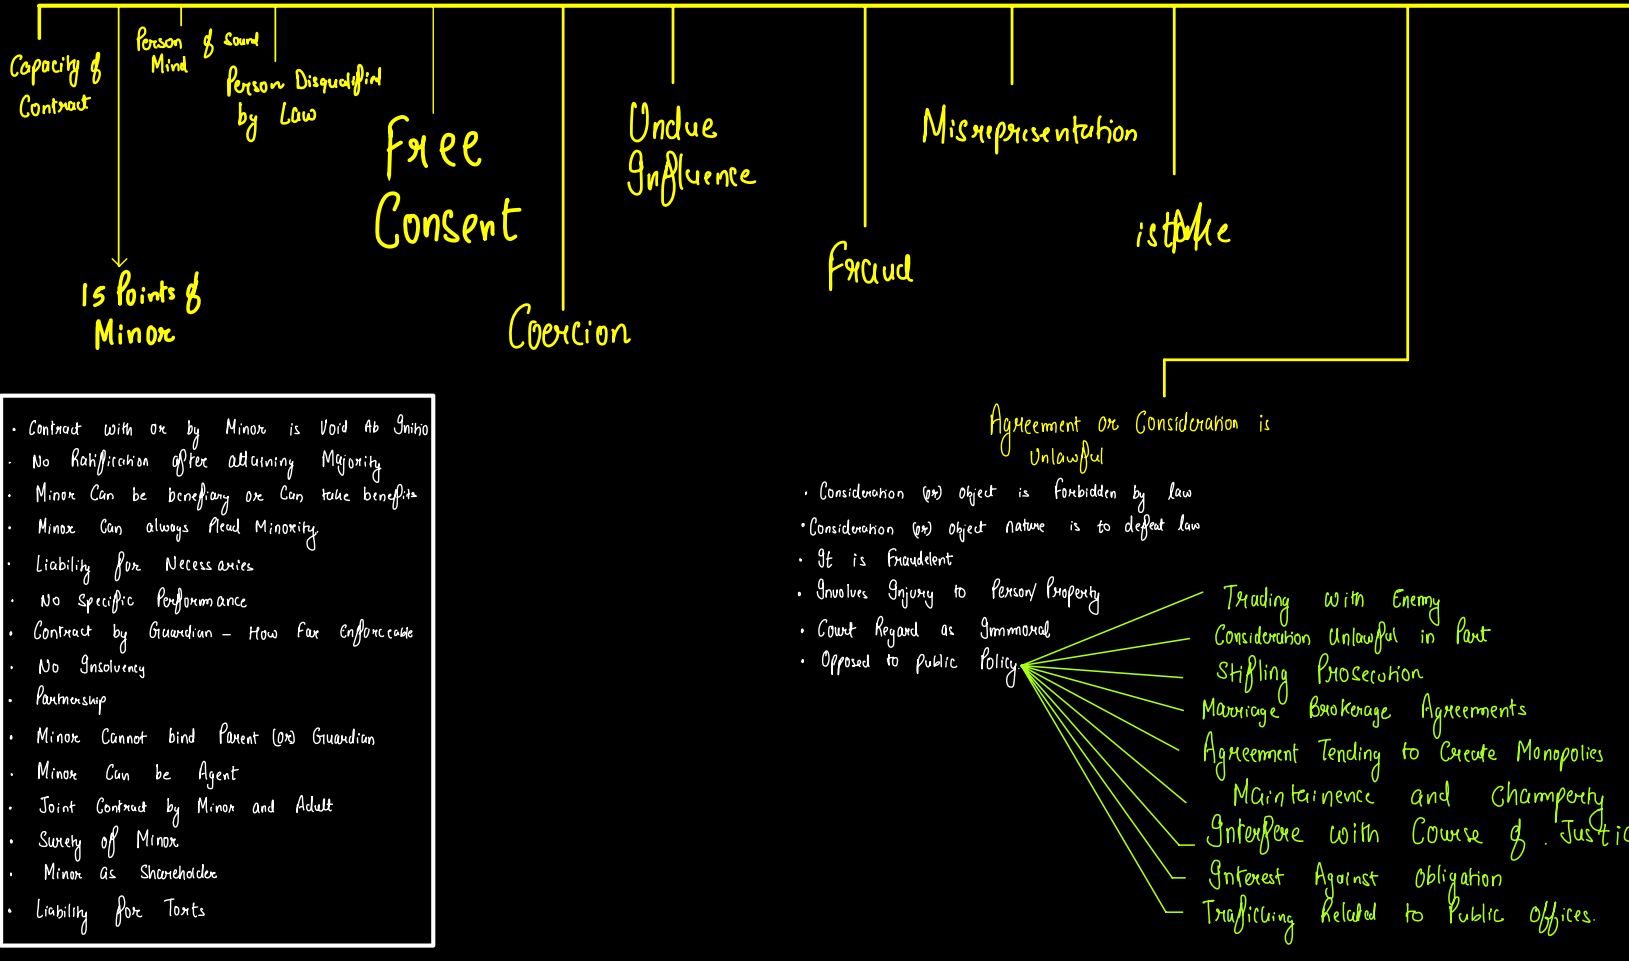 Capacity of
Contract
Person of sound
Mind
Person Disqualified
by Law
Free
Consent
Undue
Influence
Misrepresentation
Fraud
Coercion
15 Points of
Minor
Agreement or Consideration is
Unlawful
• Contract with or by Minor is Void Ab Initio
• No Ratification after attaining Majority
• Minor Can be benefiary or Can take benefits
• Minor Can always Plead Minority
• Liability for Necessaries
• No Specific Performance
• Contract by Guardian - How Far Enforceable
• No Insolvency
• Partnership
• Minor Cannot bind Parent (or) Guardian
• Minor Can be Agent
• Joint Contract by Minor and Adult
• Surety of Minor
• Minor as Shareholder
• Liability for Torts
• Consideration (or) Object is Forbidden by law
• Consideration (or) object nature is to defeat law
• It is Fraudelent
• Involves Injury to Person/Property
• Court Regard as Immoral
• Opposed to public Policy.
Trading with Enemy
Consideration Unlawful in Part
Stifling Prosecution
Marriage Brokerage Agreements
Agreement Tending to Create Monopolies
Maintainence and Champerty
Interfere with Course of . Justic
Interest Against Obligation
Traficking Related to Public Offices.